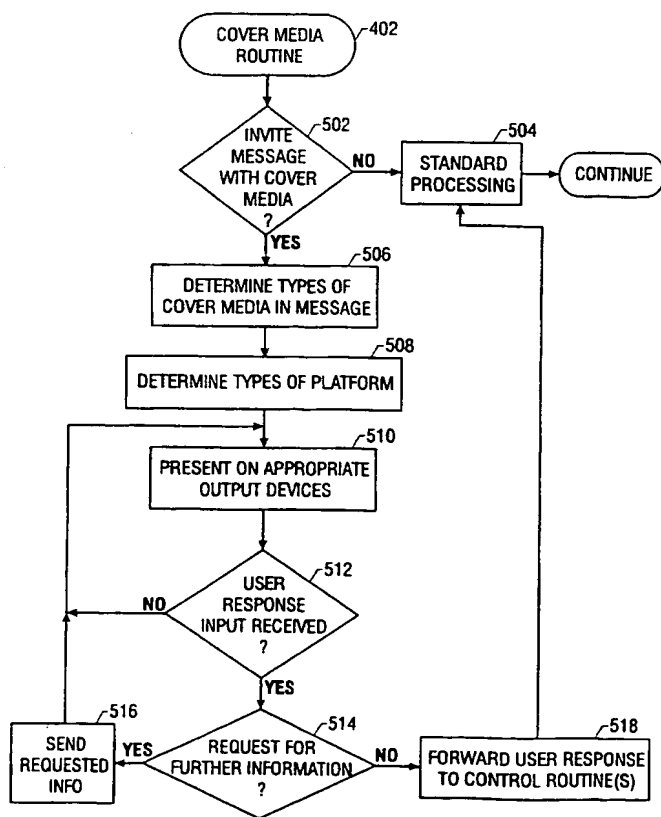 COVER MEDIA
ROUTINE
402
INVITE
MESSAGE
WITH COVER
MEDIA
?
502
NO
YES
504
STANDARD
PROCESSING
CONTINUE
506
DETERMINE TYPES OF
COVER MEDIA IN MESSAGE
508
DETERMINE TYPES OF PLATFORM
510
PRESENT ON APPROPRIATE
OUTPUT DEVICES
512
USER
RESPONSE
INPUT RECEIVED
?
NO
YES
514
REQUEST FOR
FURTHER INFORMATION
?
YES
NO
516
SEND
REQUESTED
INFO
518
FORWARD USER RESPONSE
TO CONTROL ROUTINE(S)